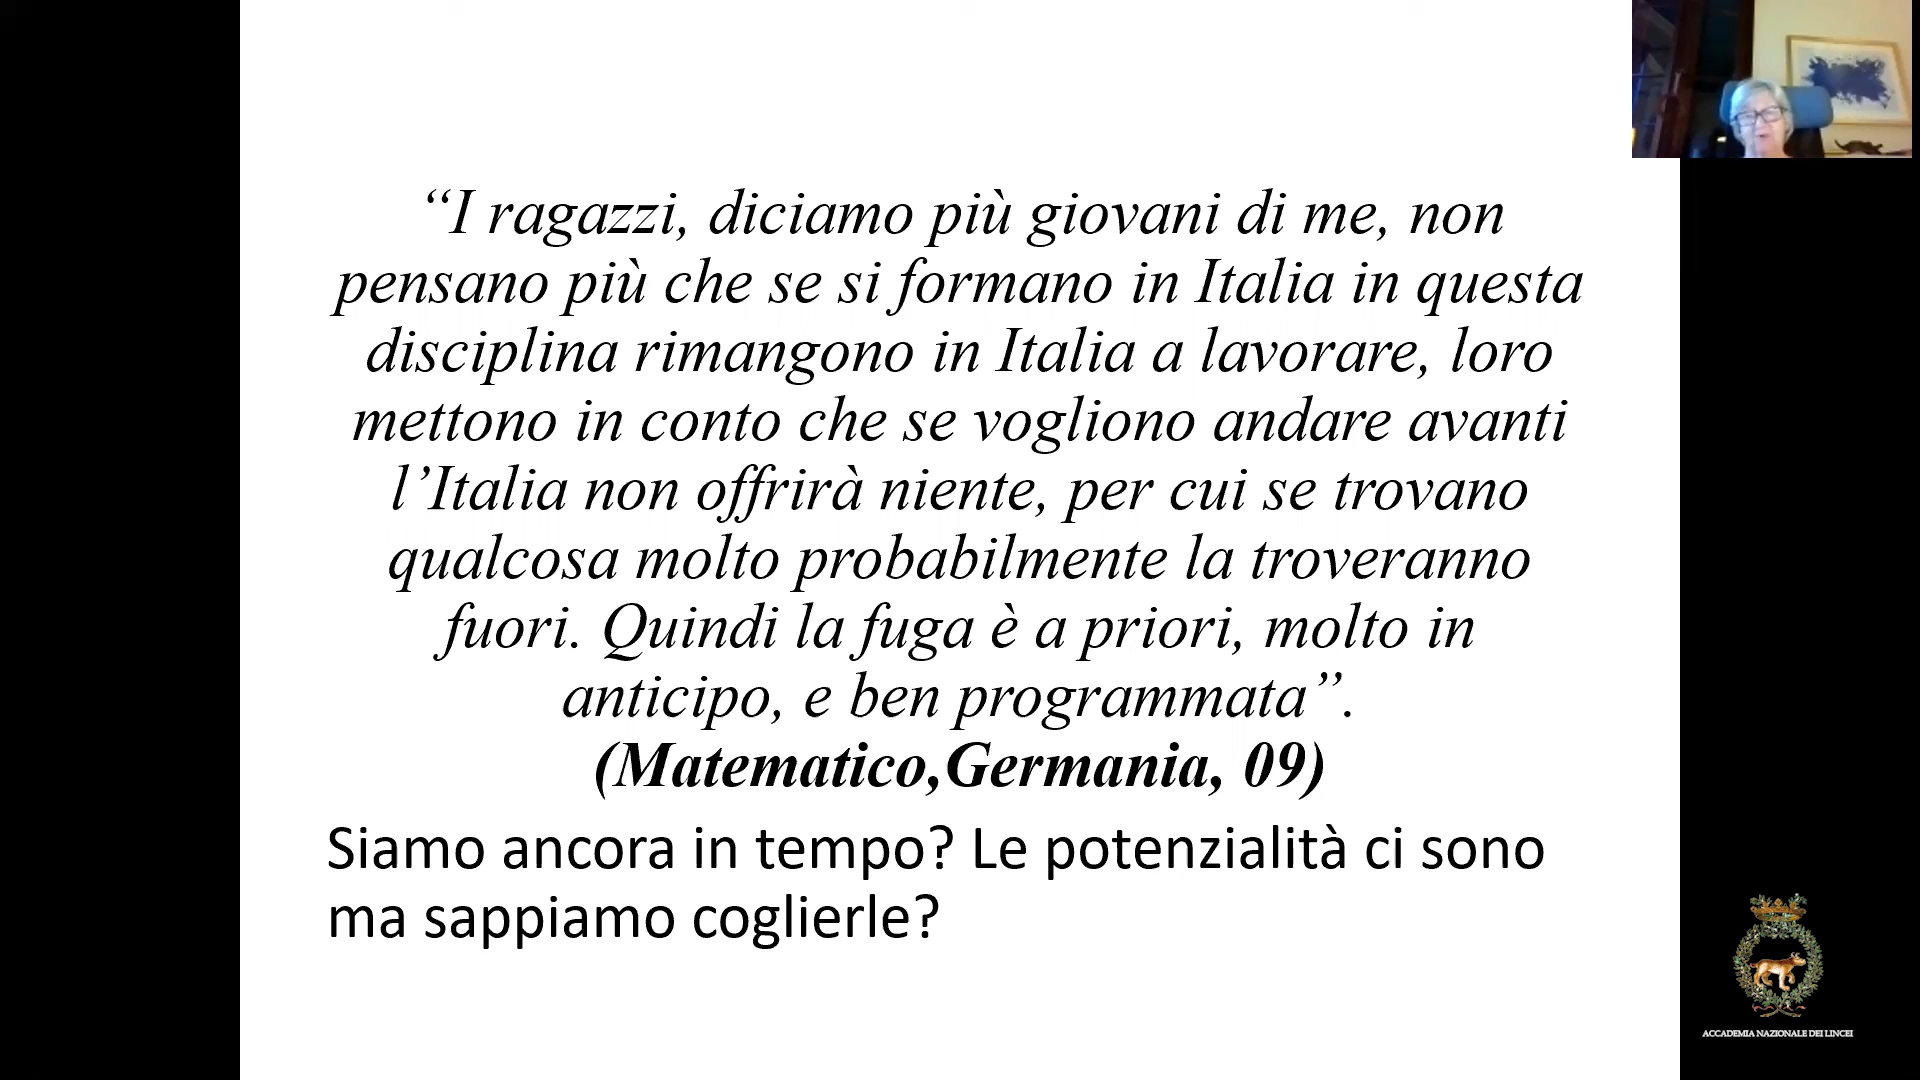 “I ragazzi, diciamo più giovani di me, non
pensano più che se si formano in Italia in questa
disciplina rimangono in Italia a lavorare, loro
mettono in conto che se vogliono andare avanti
l’Italia non offrirà niente, per cui se trovano
qualcosa molto probabilmente la troveranno
fuori. Quindi la fuga è a priori, molto in
anticipo, e ben programmata”.
(Matematico,Germania, 09)
Siamo ancora in tempo? Le potenzialità ci sono
ma sappiamo coglierle?
ACCADEMIA NAZIONALE DEI LINCEI